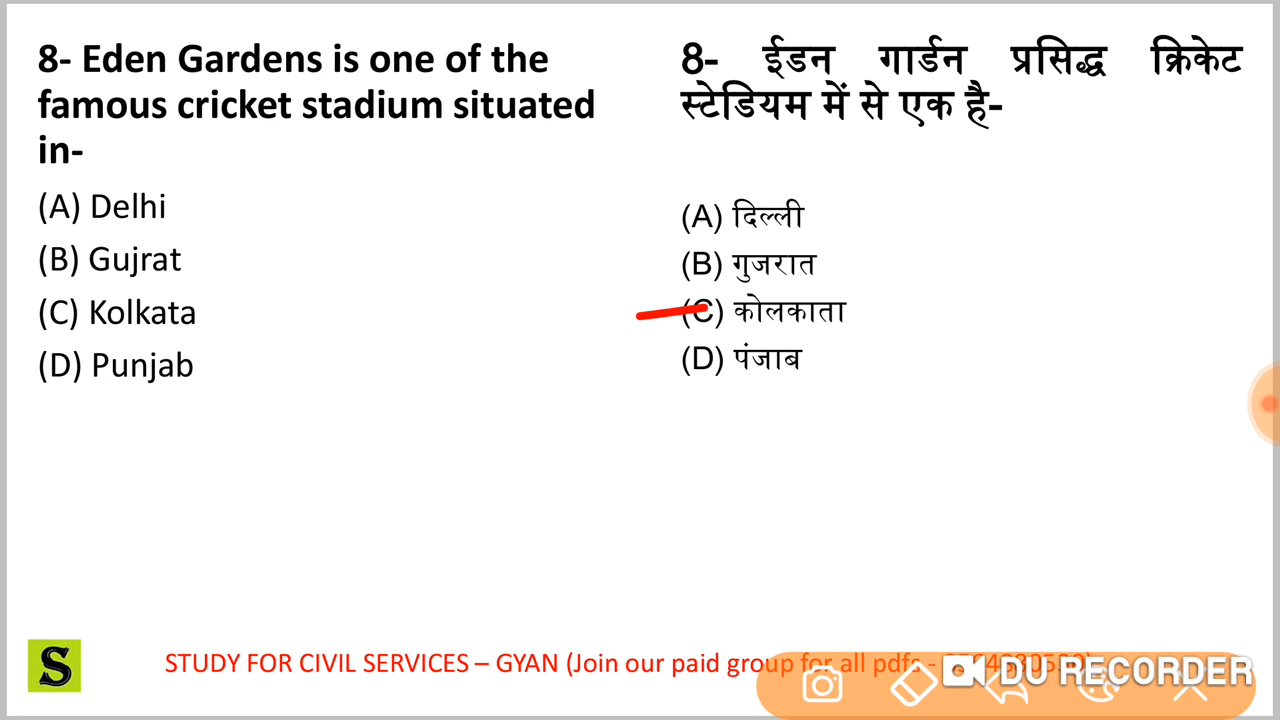 8- Eden Gardens is one of the
famous cricket stadium situated
in-
(A) Delhi
(B) Gujrat
(C) Kolkata
(D) Punjab
8- ईडन गार्डन प्रसिद्ध क्रिकेट
स्टेडियम में से एक है-
(A) दिल्ली
(B) गुजरात
(C) कोलकाता
(D) पंजाब
S
STUDY FOR CIVIL SERVICES – GYAN (Join our paid group for all pdfs -
DU RECORDER